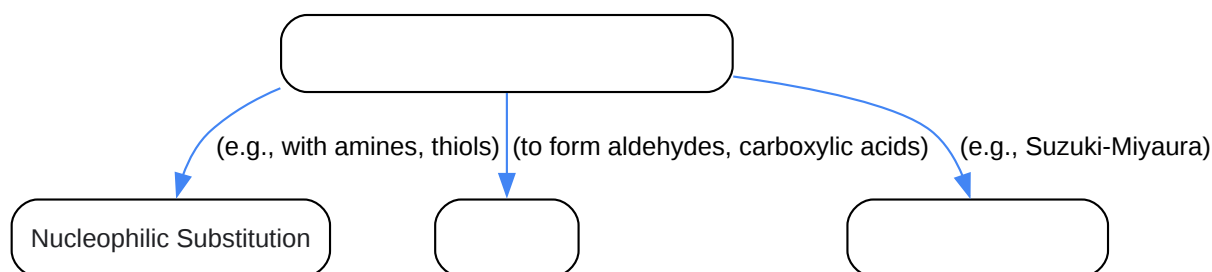 (e.g., with amines, thiols)
(to form aldehydes, carboxylic acids)
(e.g., Suzuki-Miyaura)
Nucleophilic Substitution